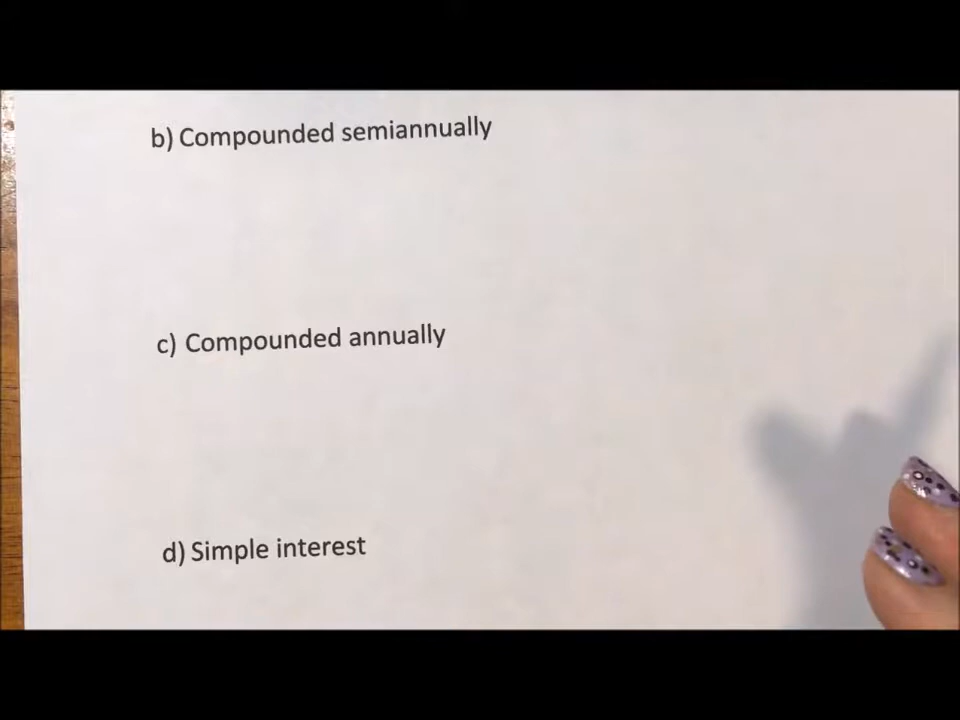 b) Compounded semiannually
c) Compounded annually
d) Simple interest